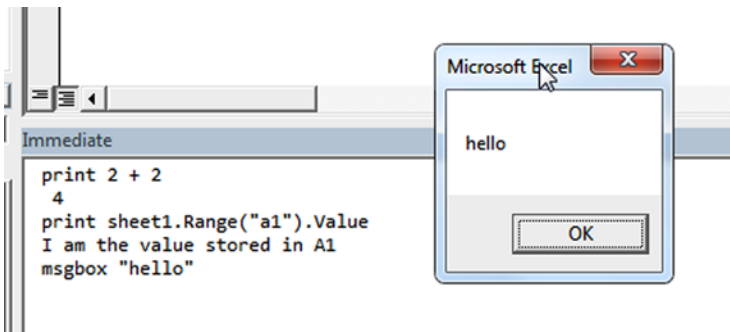 Microsoft Excel
hello
OK
Immediate
print 2 + 2
4
print sheet1.Range("a1").Value
I am the value stored in A1
msgbox "hello"